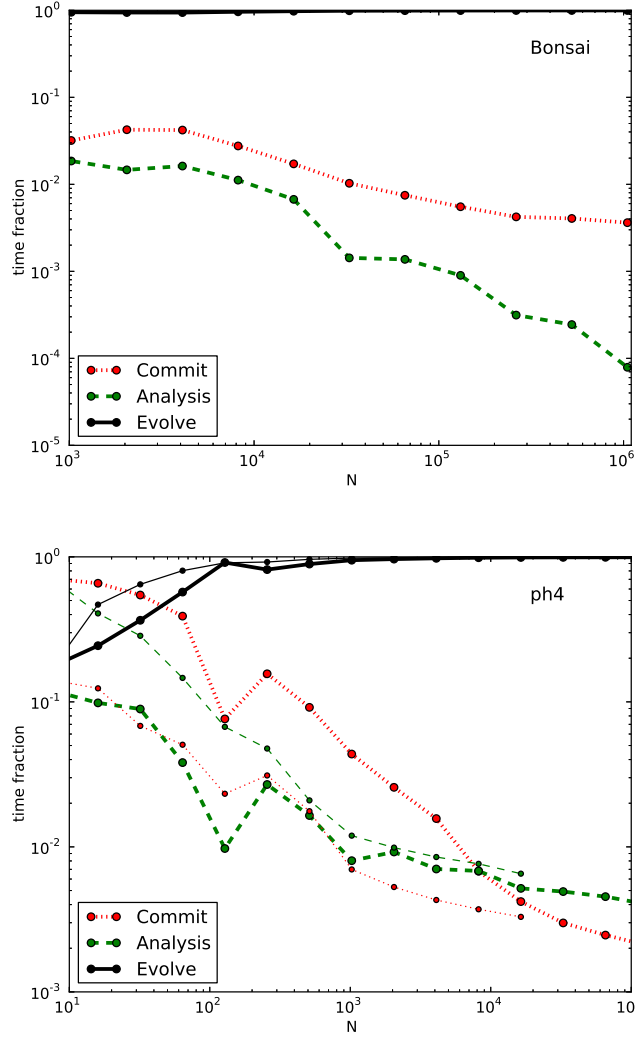 10^0
Bonsai
10^-1
10^-2
time fraction
10^-3
10^-4
Commit
Analysis
Evolve
10^-5
10^3 10^4 10^5 10^6
N
10^0
ph4
10^-1
time fraction
10^-2
Commit
Analysis
Evolve
10^-3
10^1 10^2 10^3 10^4 10
N